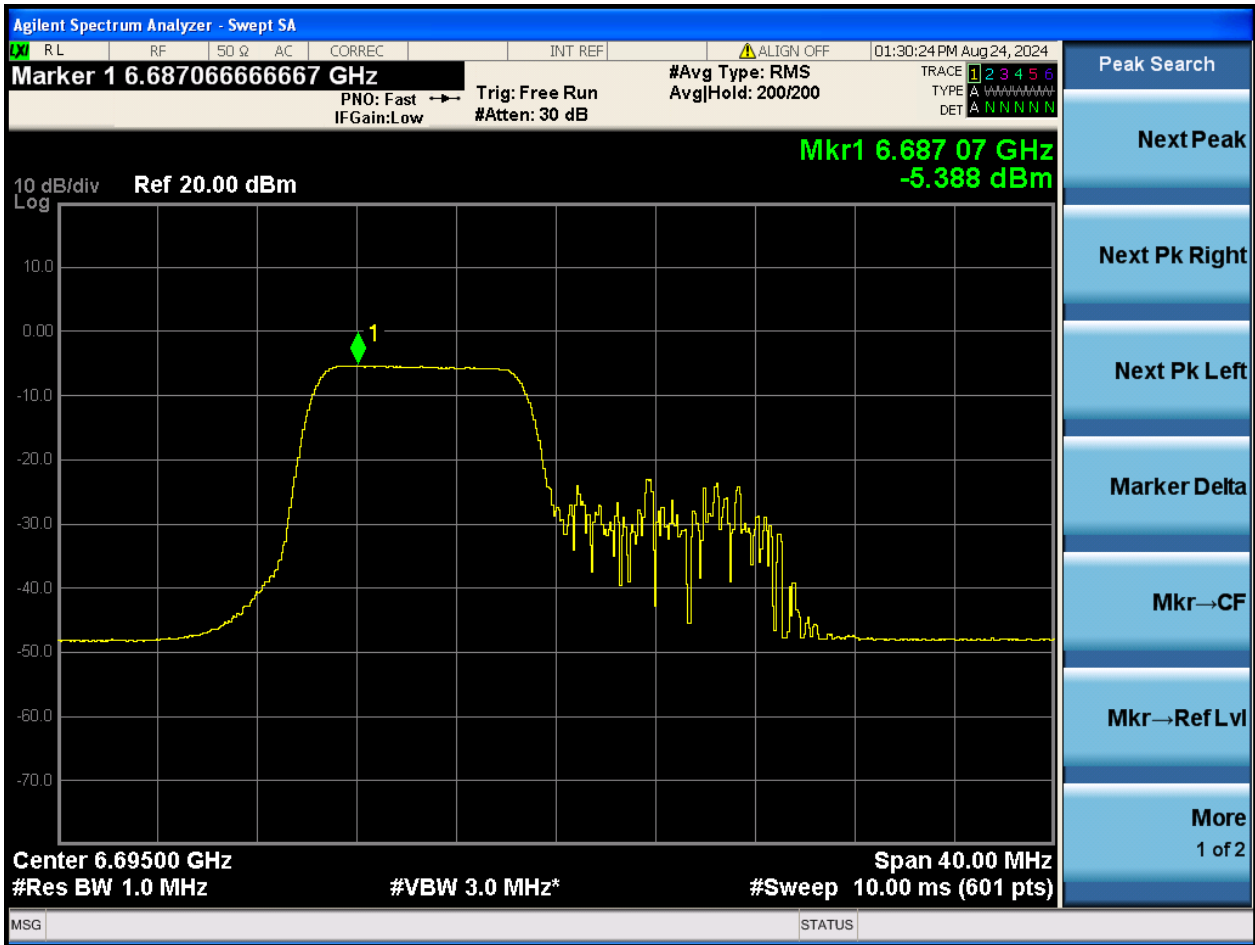 Agilent Spectrum Analyzer - Swept SA
LXI RL RF 50 Ω AC CORREC INT REF ALIGN OFF 01:30:24 PM Aug 24, 2024
Marker 1 6.687066666667 GHz
PNO: Fast
IFGain:Low
Trig: Free Run
#Atten: 30 dB
#Avg Type: RMS
Avg|Hold: 200/200
TRACE 1 2 3 4 5 6
TYPE A WWWWW
DET A N N N N N
Mkr1 6.687 07 GHz
-5.388 dBm
10 dB/div Ref 20.00 dBm
Log
10.0
0.00
-10.0
-20.0
-30.0
-40.0
-50.0
-60.0
-70.0
1
Center 6.69500 GHz Span 40.00 MHz
#Res BW 1.0 MHz #VBW 3.0 MHz* #Sweep 10.00 ms (601 pts)
MSG STATUS
Peak Search
Next Peak
Next Pk Right
Next Pk Left
Marker Delta
Mkr→CF
Mkr→Ref Lvl
More
1 of 2